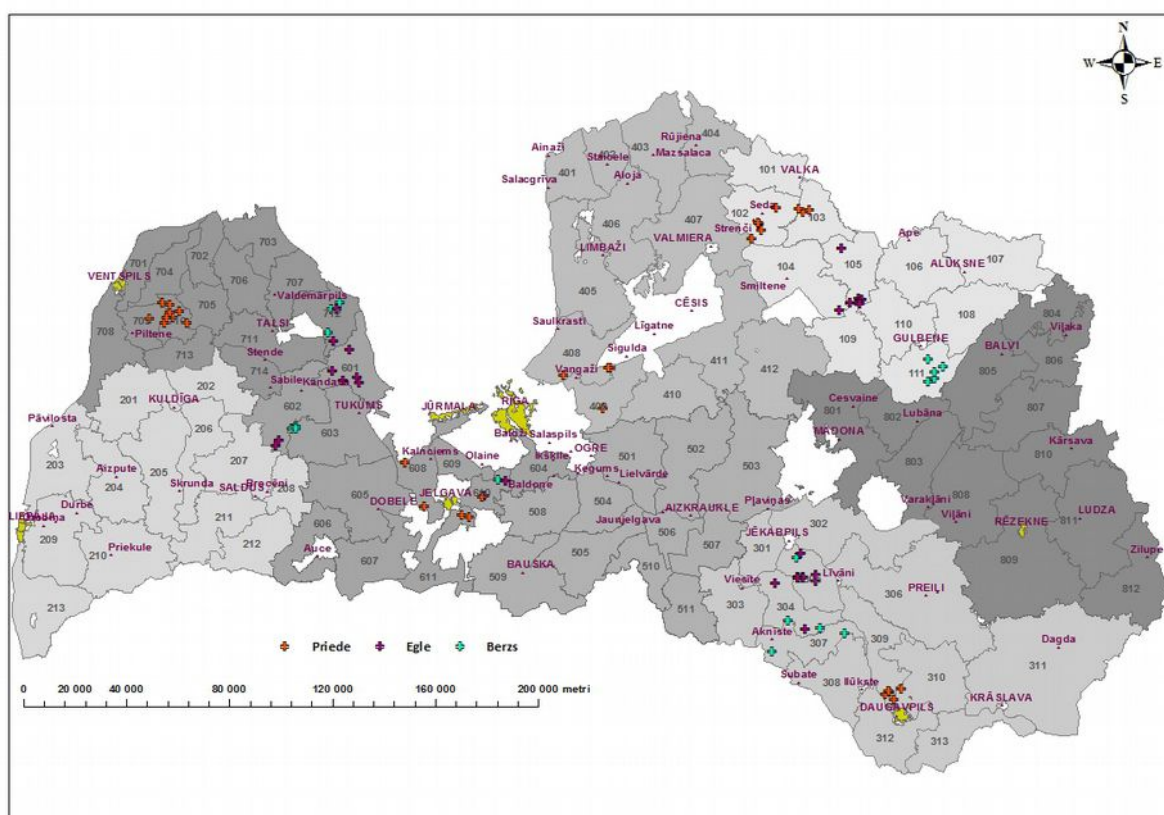 N
W E
S
Rūjiena
404
403
Mazsalaca
Ainaži
402
Staicele
401
Aloja
Salacgrīva
101
VALKA
102
Seda
103
Strenči
406
407
LIMBAŽI
VALMIERA
Ape
105
106
107
ALŪKSNE
104
Smiltene
703
702
701
704
VENTSPILS
706
707
705
Valdemārpils
708
Piltene
TALSI
711
713
Stende
714
405
CĒSIS
Saulkrasti
Līgatne
408
Sigulda
Vangaži
411
412
410
108
110
GULBENE
109
111
804
Viļaka
BALVI
806
805
601
Sabile
Kandava
602
TUKUMS
603
202
201
KULDĪGA
206
Pāvilosta
203
Aizpute
204
205
207
Skrunda
SALDUS
Brocēni
208
Durbe
LIEPĀJA
209
210
Priekule
211
212
213
JŪRMALA
RĪGA
Baloži
Salaspils
OGRE
Ikšķile
Kalnciems
Olaine
608
609
604
Ķegums
Lielvārde
Baldone
501
502
503
504
DOBELE
JELGAVA
605
606
Auce
607
611
508
Jaunjelgava
AIZKRAUKLE
506
507
505
509
BAUSKA
510
511
Cesvaine
801
802
Lubāna
MADONA
807
Kārsava
810
803
808
Varakļāni
Viļāni
811
LUDZA
RĒZEKNE
809
Zilupe
812
Pļaviņas
JĒKABPILS
302
301
Līvāni
Viesīte
303
304
306
PREIĻI
Aknīste
307
309
Subate
308
Ilūkste
310
Dagda
311
KRĀSLAVA
DAUGAVPILS
312
313
Priede Egle Berzs
0 20 000 40 000 80 000 120 000 160 000 200 000 metri